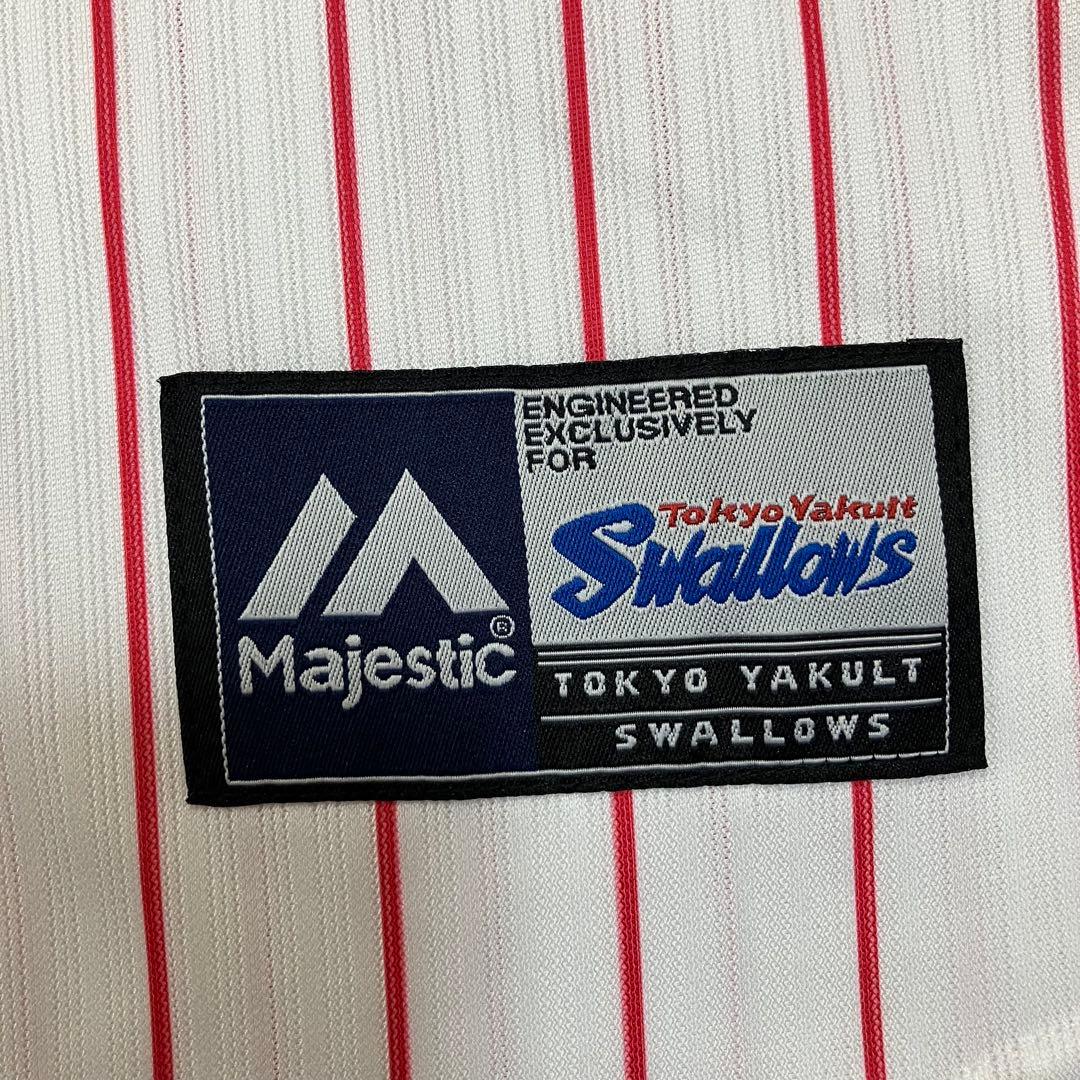 ENGINEERED
EXCLUSIVELY
FOR
Tokyo Yakult
Swallows
Majestic®
TOKYO YAKULT
SWALLOWS